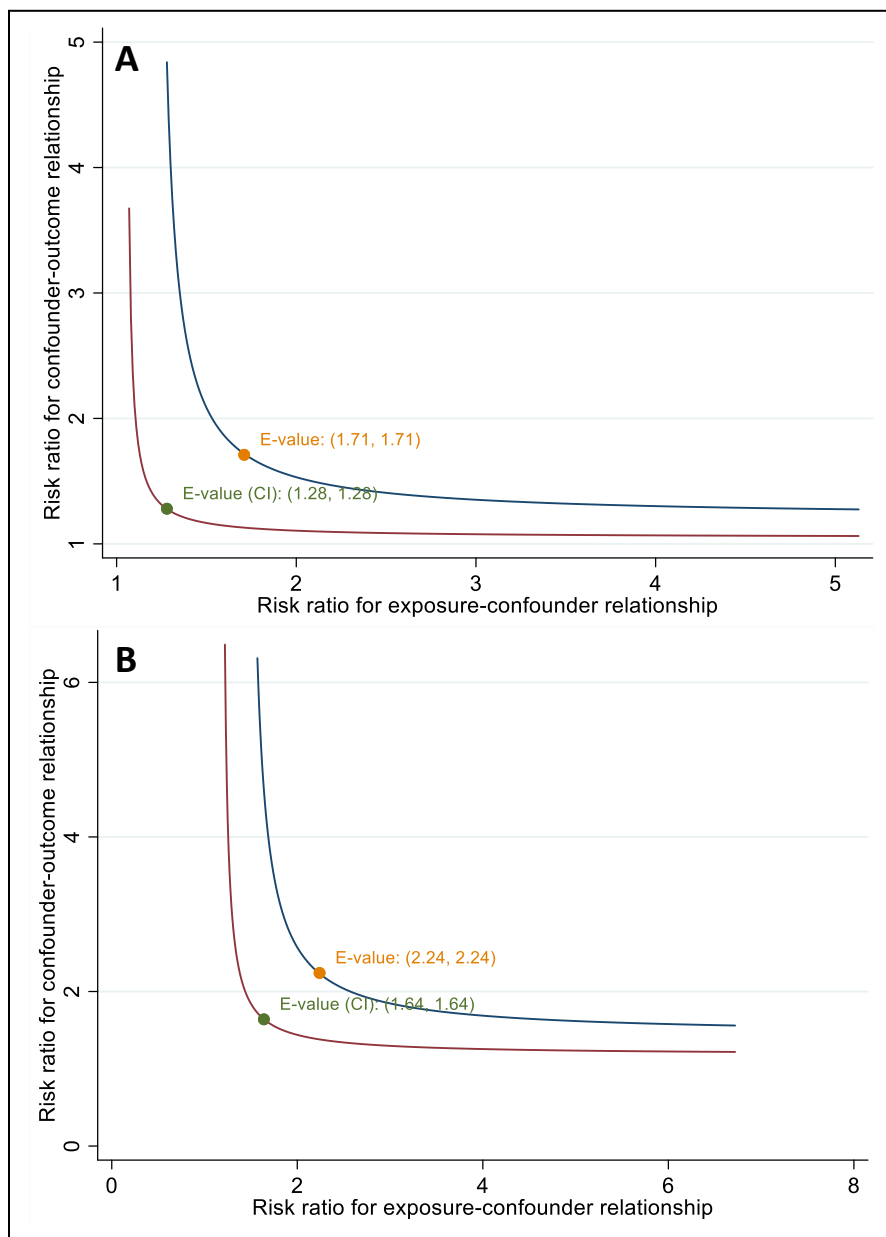 A
5
4
3
2
1
Risk ratio for confounder-outcome relationship
E-value: (1.71, 1.71)
E-value (CI): (1.28, 1.28)
1 2 3 4 5
Risk ratio for exposure-confounder relationship
B
6
4
2
0
Risk ratio for confounder-outcome relationship
E-value: (2.24, 2.24)
E-value (CI): (1.64, 1.64)
0 2 4 6 8
Risk ratio for exposure-confounder relationship